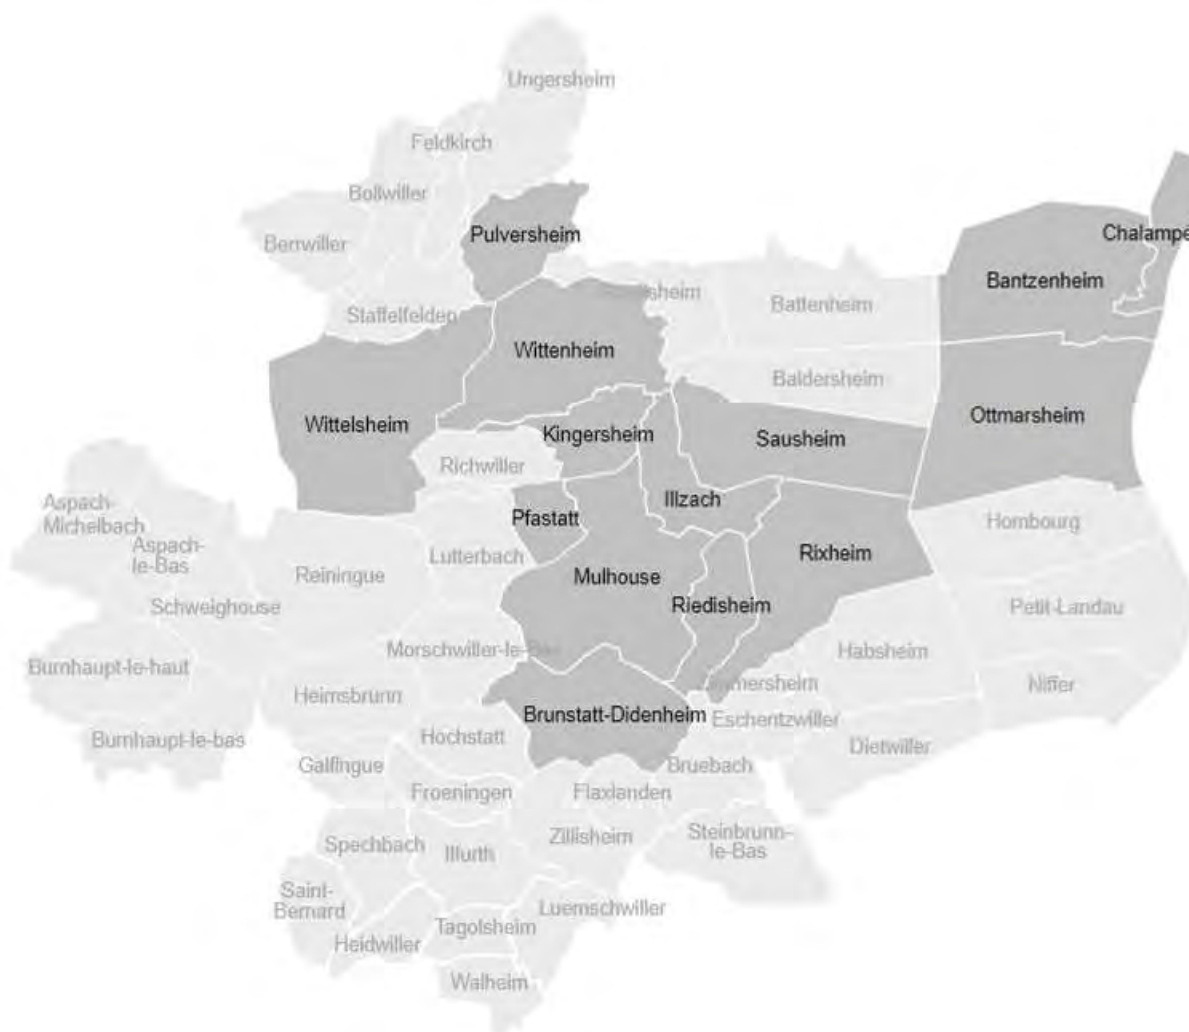 Ungersheim
Feldkirch
Bollwiller
Berrwiller
Pulversheim
Chalampé
Bantzenheim
Staffelfelden
Battenheim
Wittenheim
Baldersheim
Wittelsheim
Kingersheim
Sausheim
Ottmarsheim
Richwiller
Aspach-
Michelbach
Pfastatt
Illzach
Hombourg
Aspach-
le-Bas
Lutterbach
Rixheim
Reiningue
Mulhouse
Schweighouse
Riedisheim
Petit-Landau
Burnhaupt-le-haut
Morschwiller-le-Bas
Habsheim
Heimsbrunn
Niffer
Brunstatt-Didenheim
Eschentzwiller
Burnhaupt-le-bas
Hochstatt
Dietwiller
Galfingue
Bruebach
Froeningen
Flaxlanden
Spechbach
Illfurth
Zillisheim
Steinbrunn-
le-Bas
Saint-
Bernard
Luemschwiller
Heidwiller
Tagolsheim
Walheim